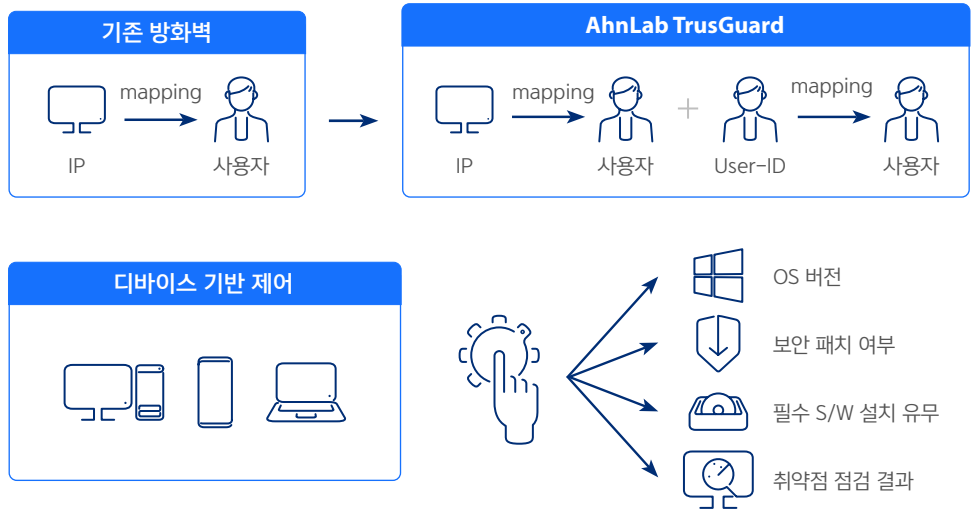 기존 방화벽
mapping
IP
사용자
AhnLab TrusGuard
mapping
mapping
IP
사용자
User-ID
사용자
디바이스 기반 제어
OS 버전
보안 패치 여부
필수 S/W 설치 유무
취약점 점검 결과